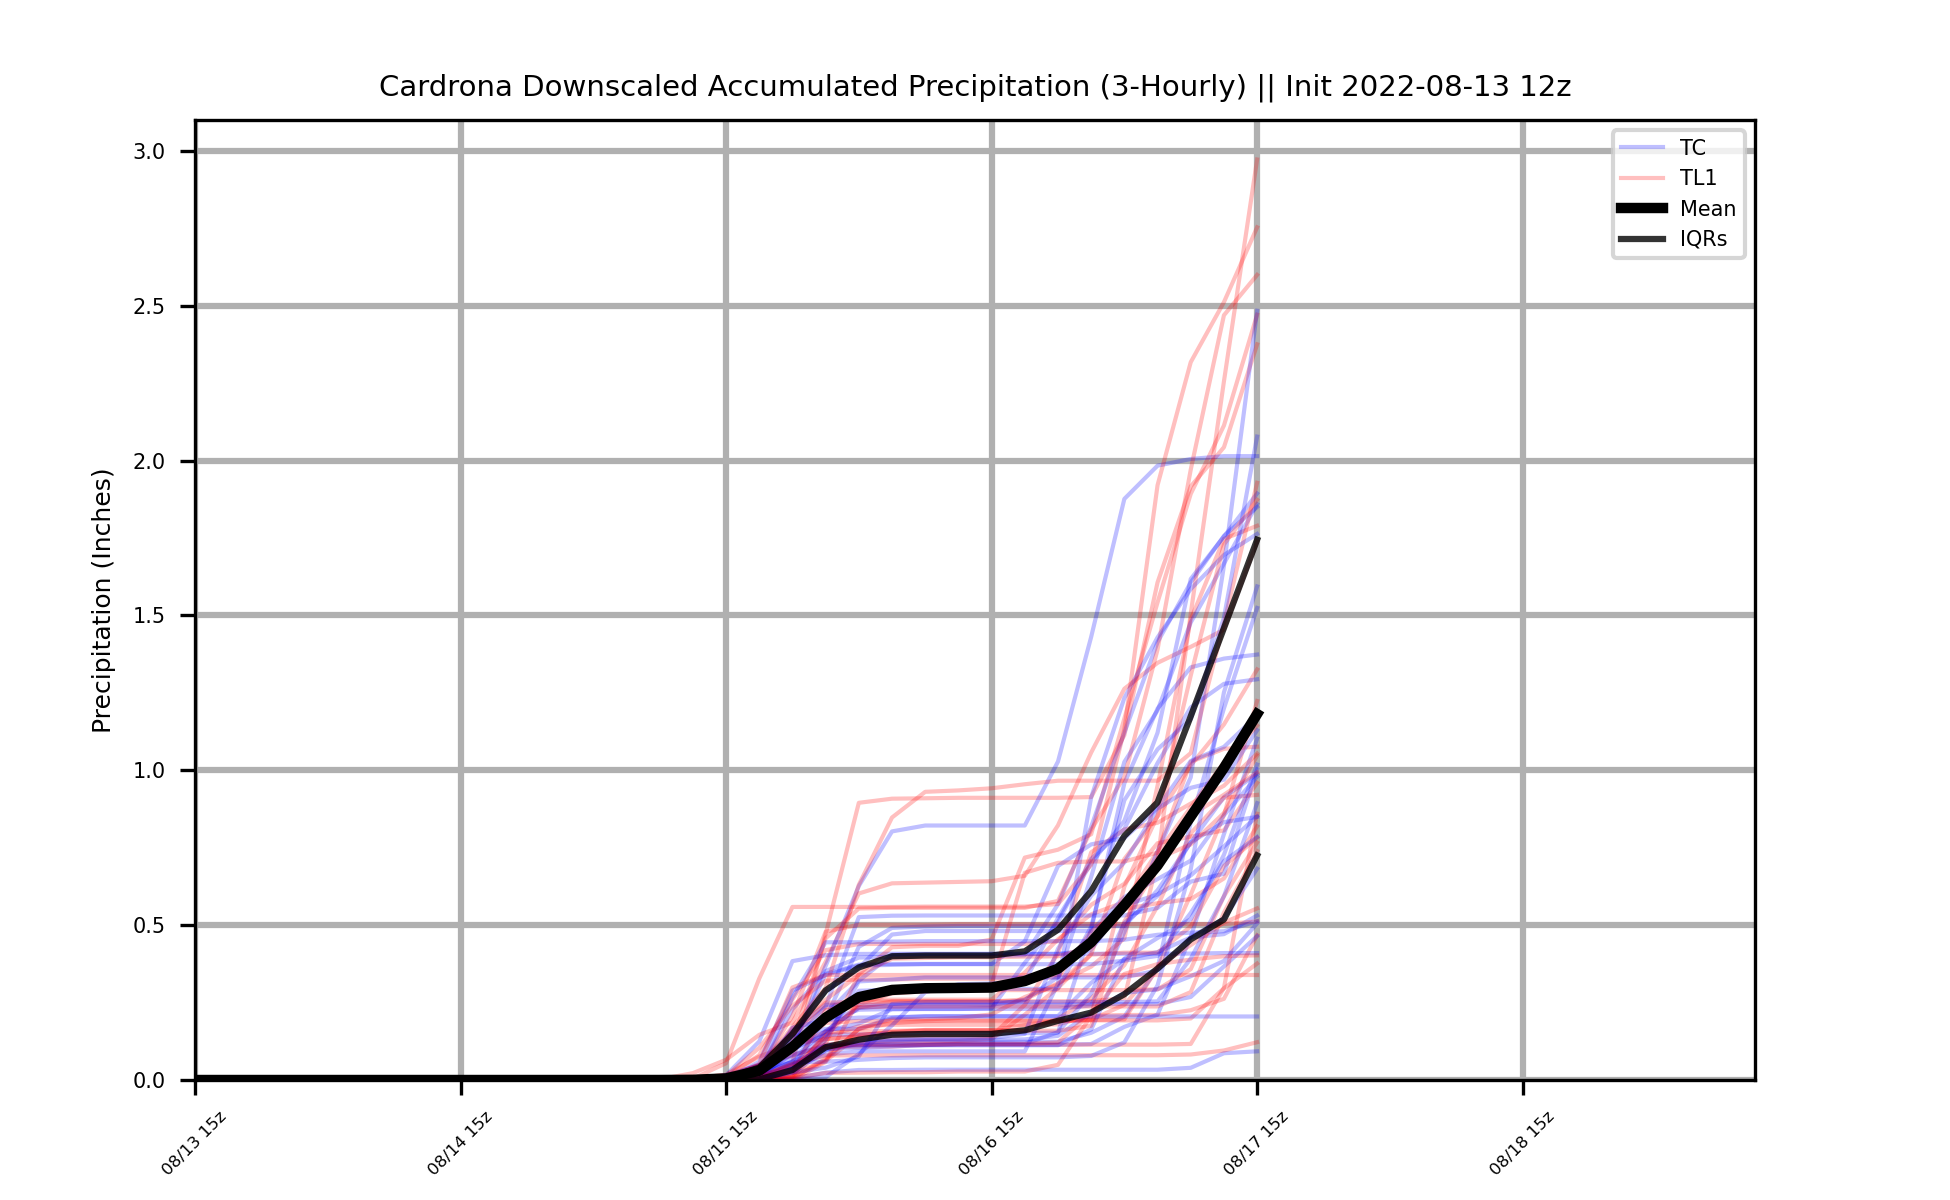 Cardrona Downscaled Accumulated Precipitation (3-Hourly) || Init 2022-08-13 12z
TC
TL1
Mean
IQRs
Precipitation (Inches)
3.0
2.5
2.0
1.5
1.0
0.5
0.0
08/13 15z
08/14 15z
08/15 15z
08/16 15z
08/17 15z
08/18 15z